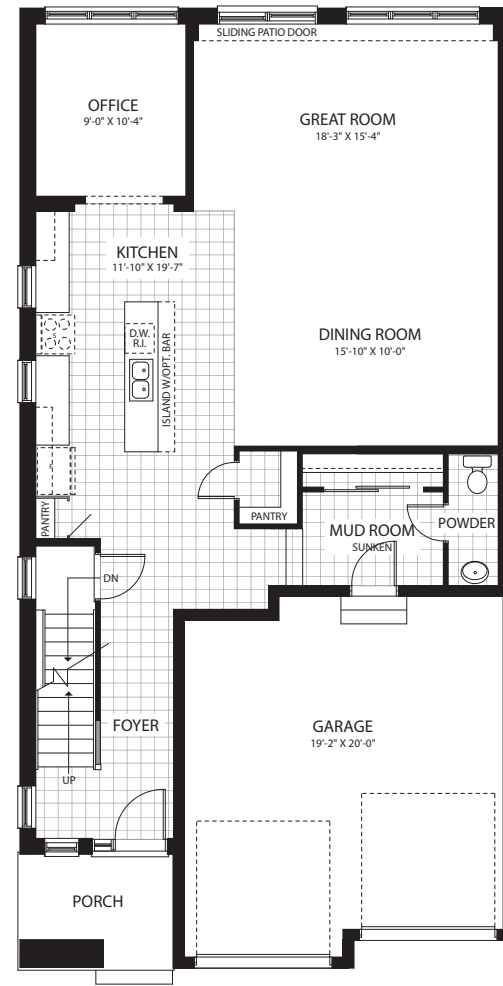 SLIDING PATIO DOOR
OFFICE
9'-0" X 10'-4"
GREAT ROOM
18'-3" X 15'-4"
KITCHEN
11'-10" X 19'-7"
D.W.
R.I.
ISLAND W/OPT. BAR
DINING ROOM
15'-10" X 10'-0"
PANTRY
PANTRY
MUD ROOM
SUNKEN
POWDER
DN
FOYER
UP
GARAGE
19'-2" X 20'-0"
PORCH